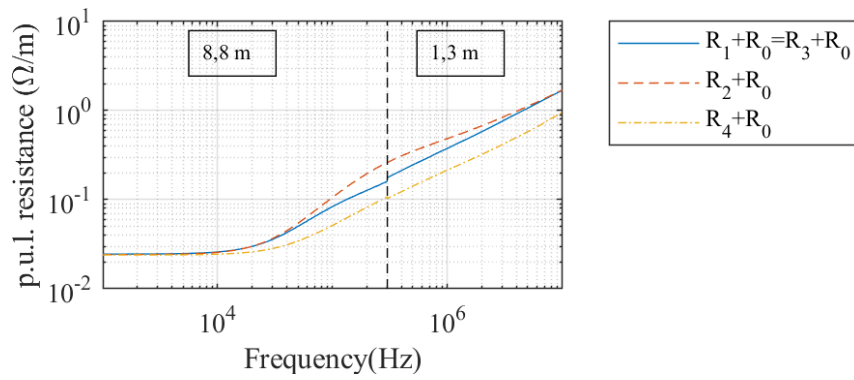 10^1
10^0
10^-1
10^-2
p.u.l. resistance (Ω/m)
8,8 m
1,3 m
10^4
10^6
Frequency(Hz)
R_1+R_0=R_3+R_0
R_2+R_0
R_4+R_0